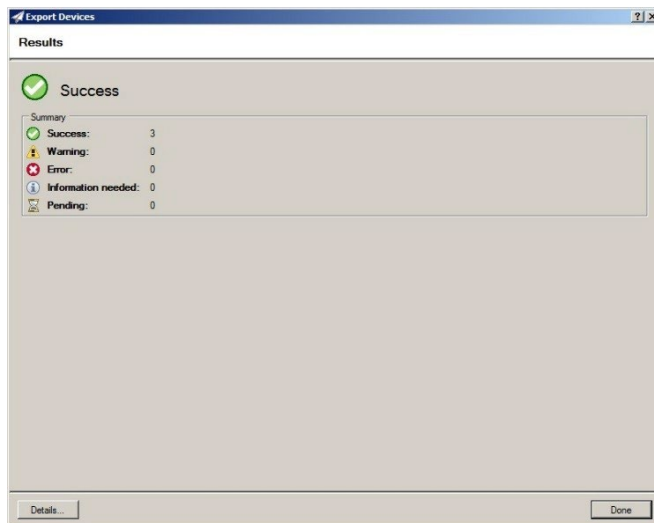 Export Devices
Results
Success
Summary
Success: 3
Warning: 0
Error: 0
Information needed: 0
Pending: 0
Details... Done